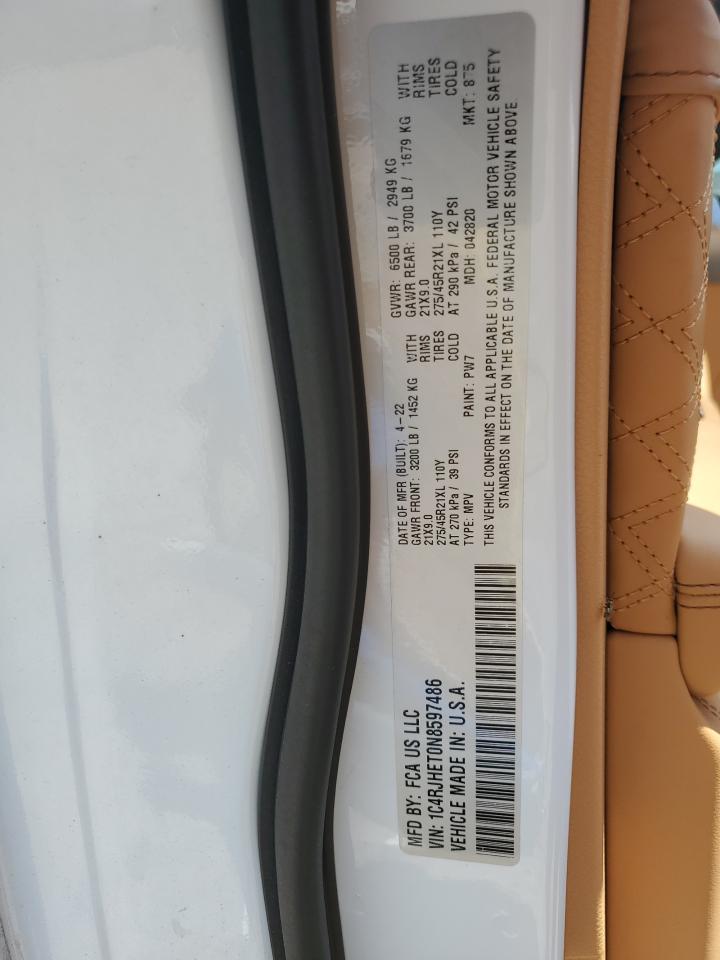 MFD BY: FCA US LLC
VIN: 1C4RJHET0N8597486
VEHICLE MADE IN: U.S.A.
DATE OF MFR (BUILT): 4-22 GVWR: 6500 LB / 2949 KG
GAWR FRONT: 3200 LB / 1452 KG WITH GAWR REAR: 3700 LB / 1679 KG WITH
21X9.0 RIMS 21X9.0 RIMS
275/45R21XL 110Y TIRES 275/45R21XL 110Y TIRES
AT 270 kPa / 39 PSI COLD AT 290 kPa / 42 PSI COLD
TYPE: MPV PAINT: PW7 MDH: 042820 MKT: 875
THIS VEHICLE CONFORMS TO ALL APPLICABLE U.S.A. FEDERAL MOTOR VEHICLE SAFETY
STANDARDS IN EFFECT ON THE DATE OF MANUFACTURE SHOWN ABOVE